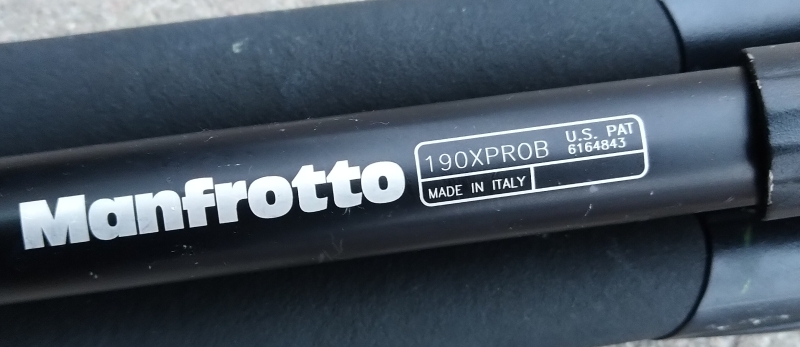 Manfrotto
190XPROB
U.S. PAT
6164843
MADE IN ITALY